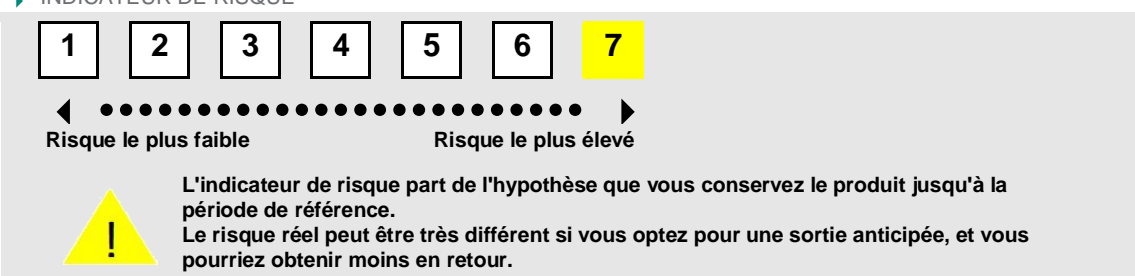 INDICATEUR DE RISQUE
1 2 3 4 5 6 7
Risque le plus faible Risque le plus élevé
L'indicateur de risque part de l'hypothèse que vous conservez le produit jusqu'à la
période de référence.
Le risque réel peut être très différent si vous optez pour une sortie anticipée, et vous
pourriez obtenir moins en retour.
!